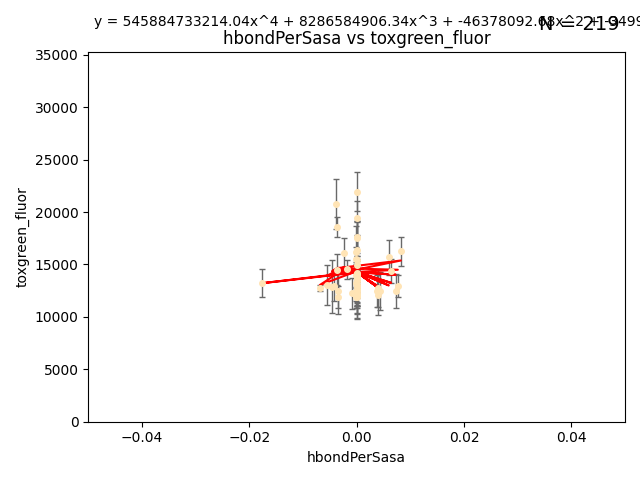 y = 545884733214.04x^4 + 8286584906.34x^3 + -46378092.68x^2 +
N = 219
hbondPerSasa vs toxgreen_fluor
35000
30000
25000
20000
15000
10000
5000
0
toxgreen_fluor
−0.04 −0.02 0.00 0.02 0.04
hbondPerSasa